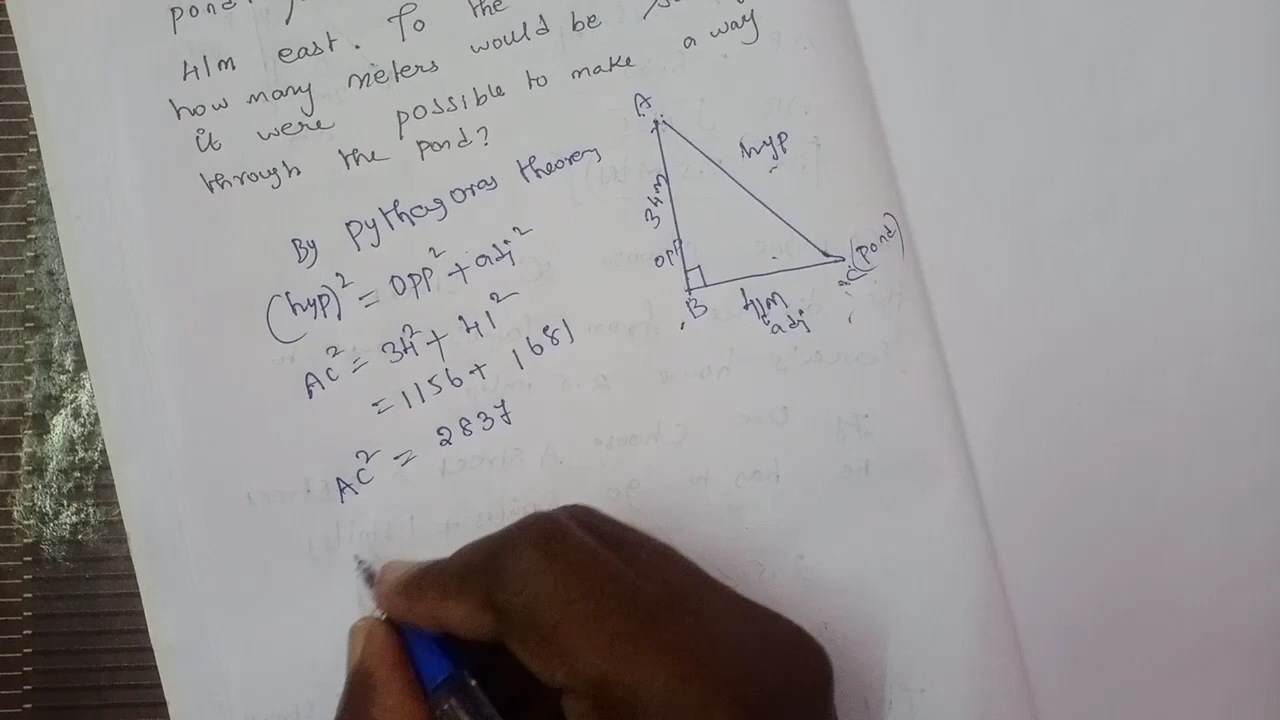 pond
41m east. To the
how many meters would be
it were possible to make a way
through the pond?
By pythagoras theorem
(hyp)² = opp² + adj²
AC² = 34² + 41²
= 1156 + 1681
AC² = 2837
A
hyp
34m
opp
B
41m
adj
C (pond)